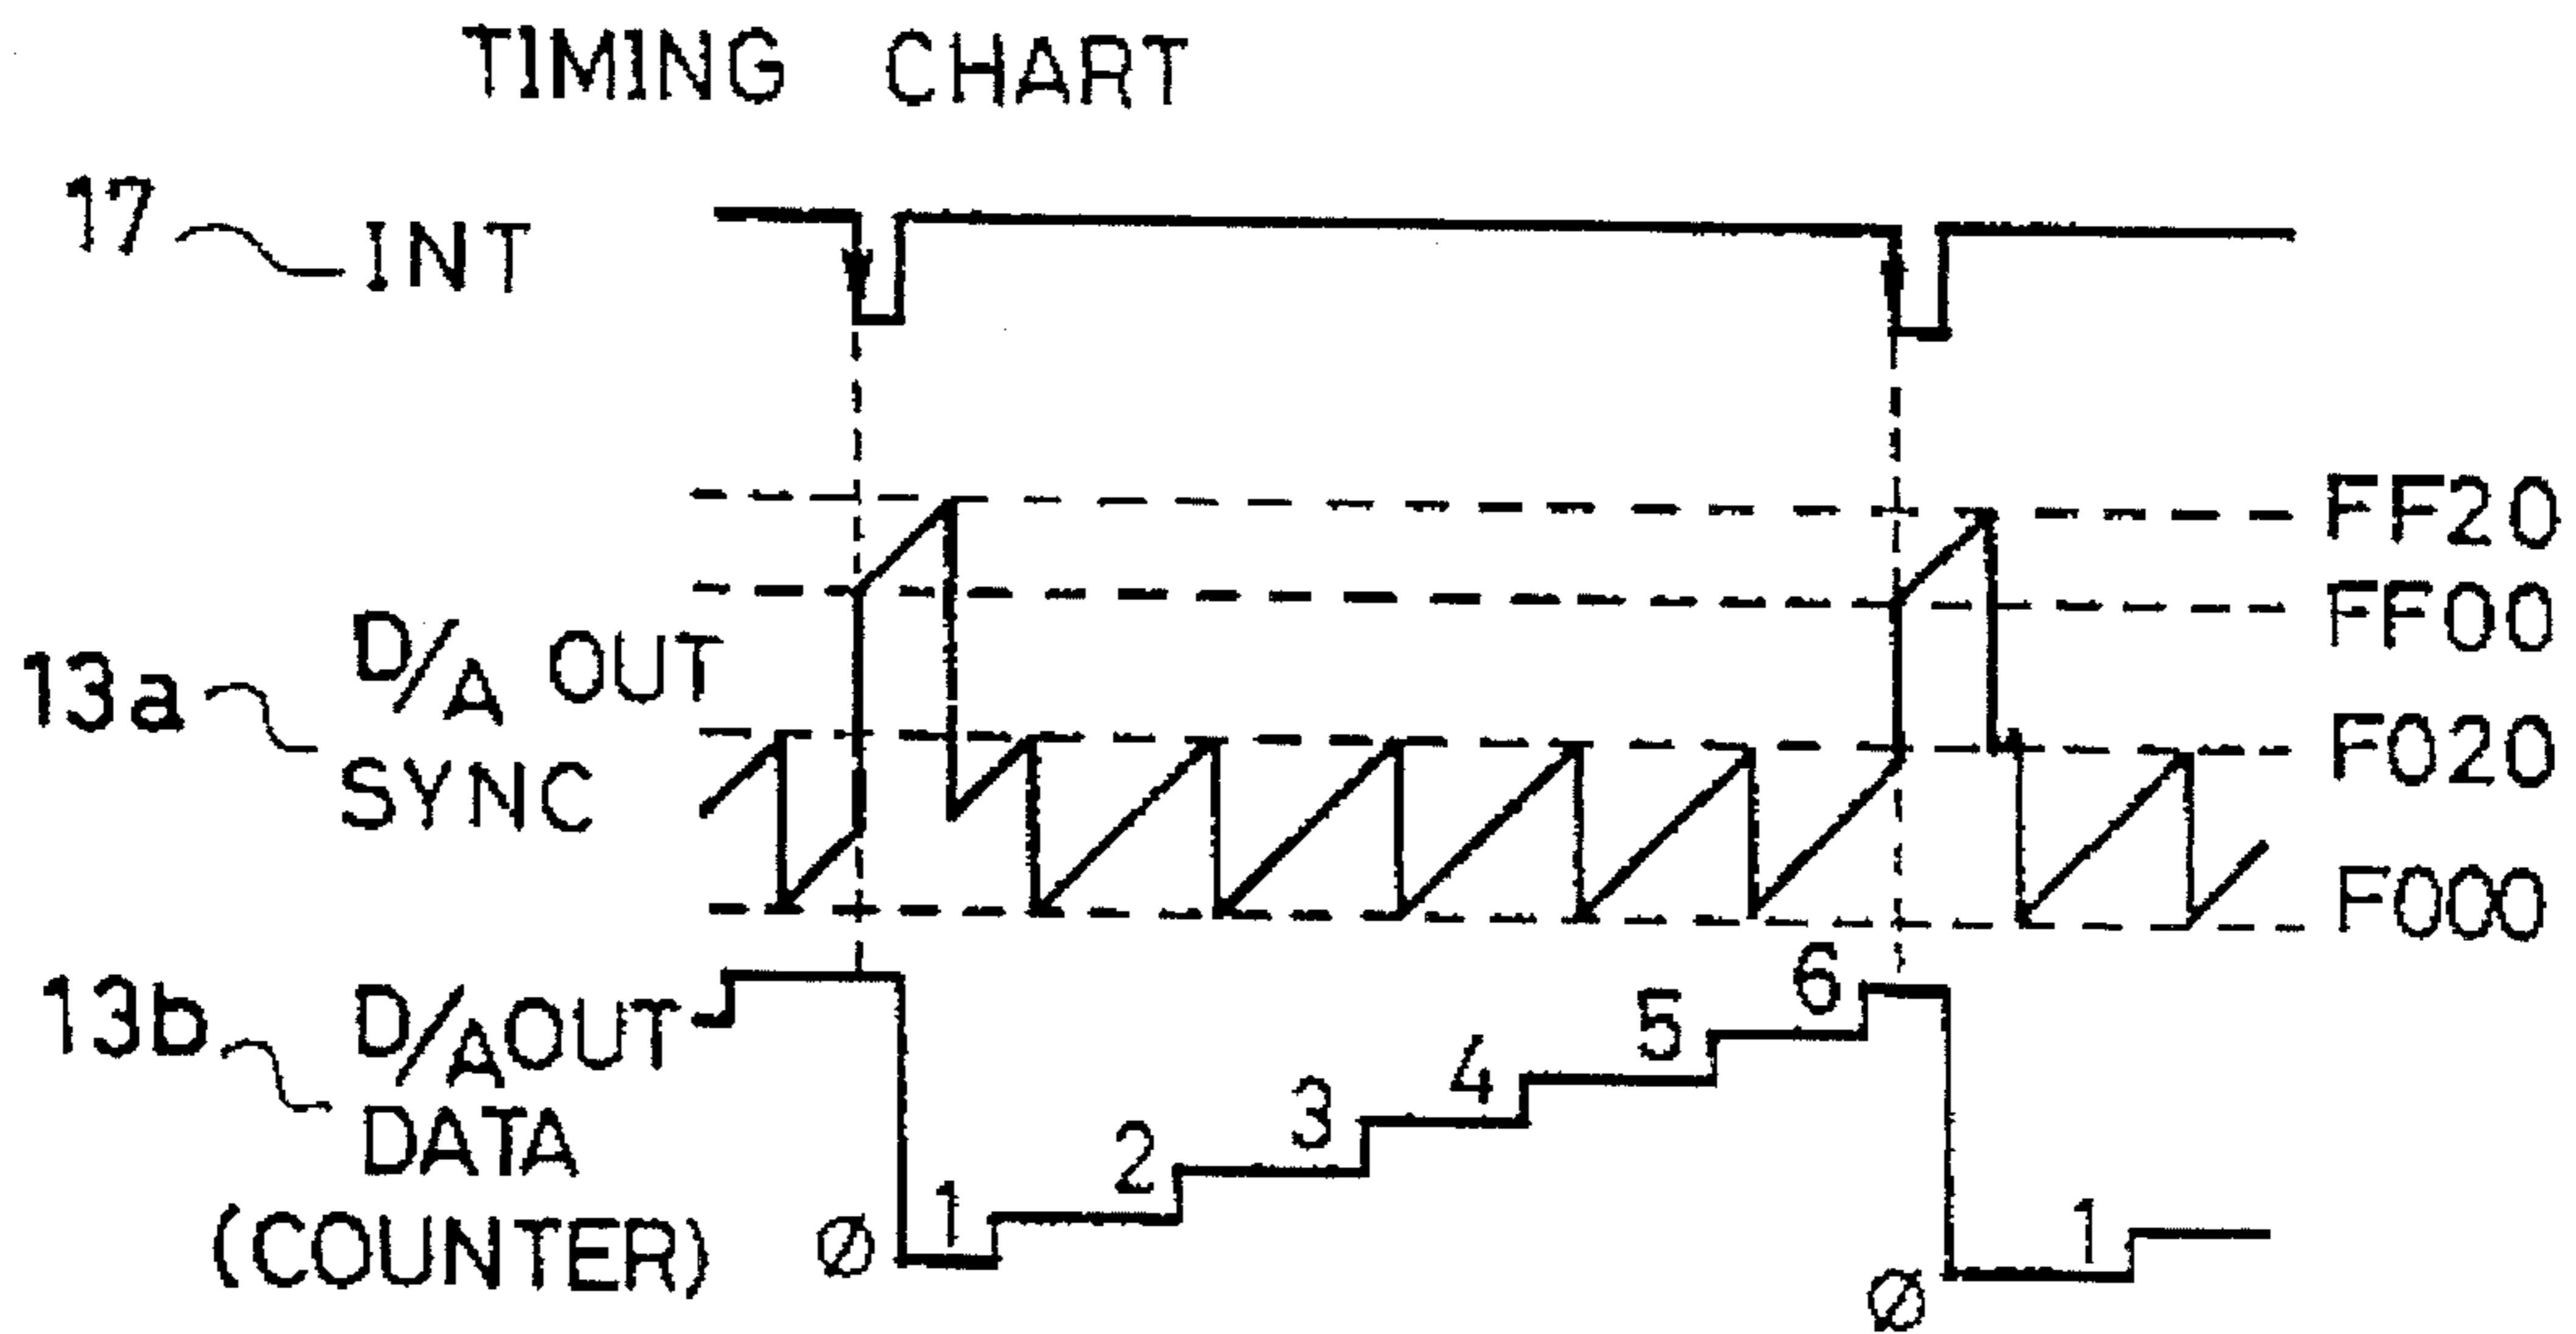 TIMING CHART
17
INT
FF20
FF00
D/A OUT
13a
SYNC
F020
F000
13b
D/A OUT
DATA
(COUNTER)
Ø
1
2
3
4
5
6
Ø
1